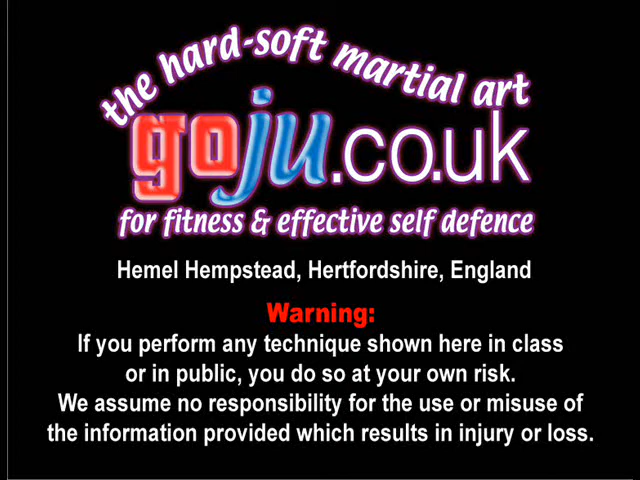 the hard-soft martial art
goju.co.uk
for fitness & effective self defence
Hemel Hempstead, Hertfordshire, England
Warning:
If you perform any technique shown here in class
or in public, you do so at your own risk.
We assume no responsibility for the use or misuse of
the information provided which results in injury or loss.